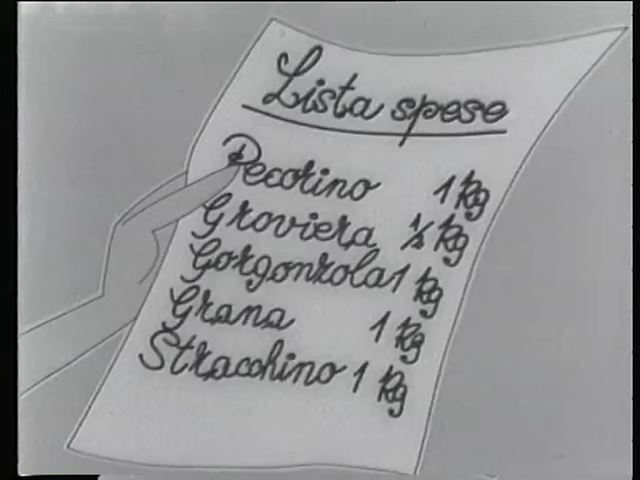 Lista spese
Pecorino 1 Kg
Groviera ½ Kg
Gorgonzola 1 Kg
Grana 1 Kg
Stracchino 1 Kg